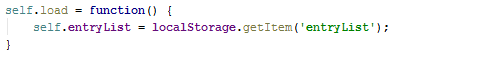 self.load = function() {
    self.entryList = localStorage.getItem('entryList');
}